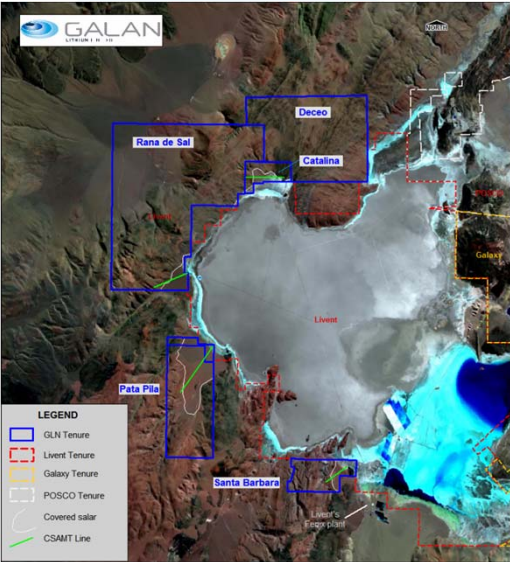 GALAN
LITHIUM LIMITED
NORTH
Deceo
Rana de Sal
Catalina
Galaxy
Livent
Pata Pila
Santa Barbara
Livent's
Fenix plant
LEGEND
GLN Tenure
Livent Tenure
Galaxy Tenure
POSCO Tenure
Covered salar
CSAMT Line